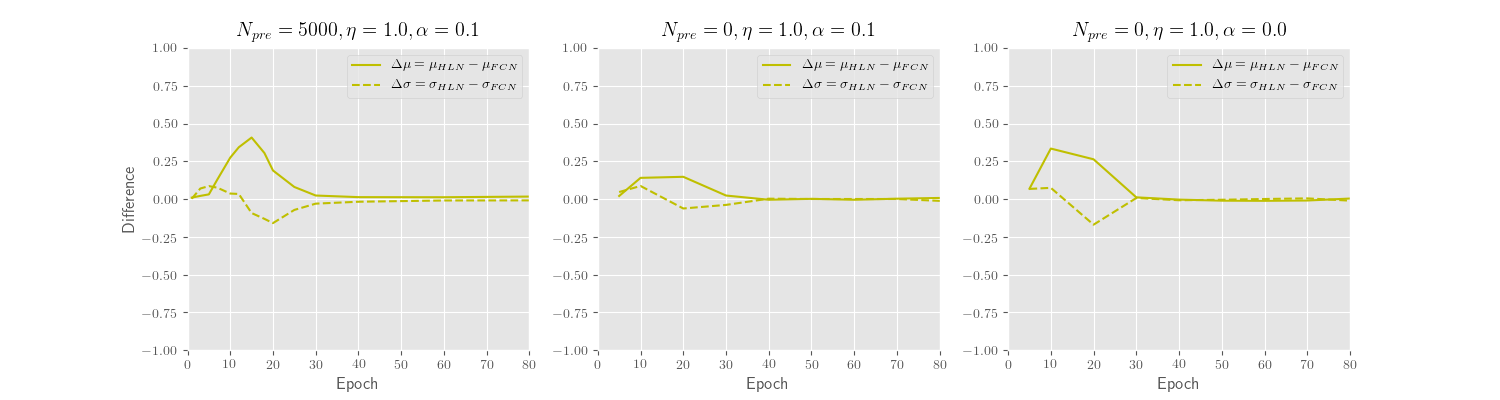 $N_{pre} = 5000, \eta = 1.0, \alpha = 0.1$
Δμ = μ_{HLN} − μ_{FCN}
Δσ = σ_{HLN} − σ_{FCN}
Difference
1.00
0.75
0.50
0.25
0.00
−0.25
−0.50
−0.75
−1.00
0 10 20 30 40 50 60 70 80
Epoch
$N_{pre} = 0, \eta = 1.0, \alpha = 0.1$
Δμ = μ_{HLN} − μ_{FCN}
Δσ = σ_{HLN} − σ_{FCN}
1.00
0.75
0.50
0.25
0.00
−0.25
−0.50
−0.75
−1.00
0 10 20 30 40 50 60 70 80
Epoch
$N_{pre} = 0, \eta = 1.0, \alpha = 0.0$
Δμ = μ_{HLN} − μ_{FCN}
Δσ = σ_{HLN} − σ_{FCN}
1.00
0.75
0.50
0.25
0.00
−0.25
−0.50
−0.75
−1.00
0 10 20 30 40 50 60 70 80
Epoch